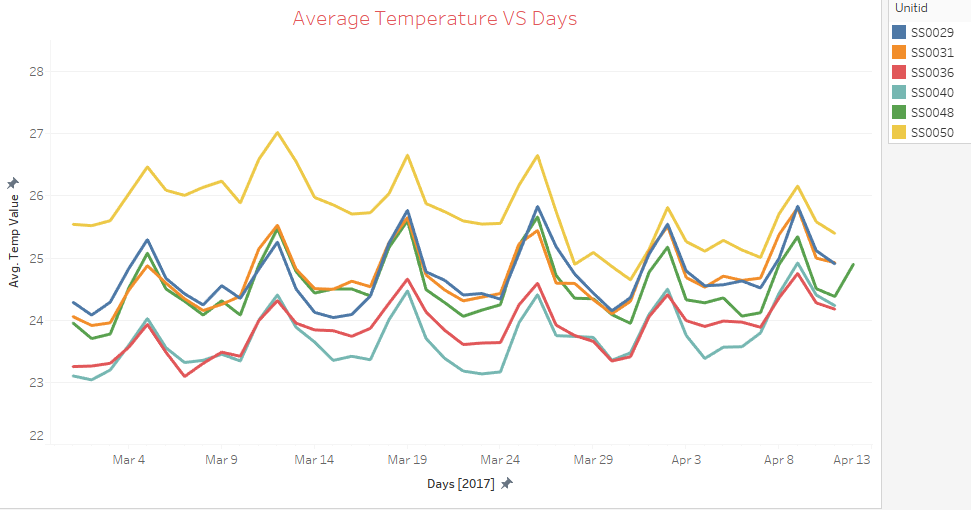 Average Temperature VS Days
Unitid
SS0029
SS0031
SS0036
SS0040
SS0048
SS0050
Avg. Temp Value
28
27
26
25
24
23
22
Mar 4 Mar 9 Mar 14 Mar 19 Mar 24 Mar 29 Apr 3 Apr 8 Apr 13
Days [2017]